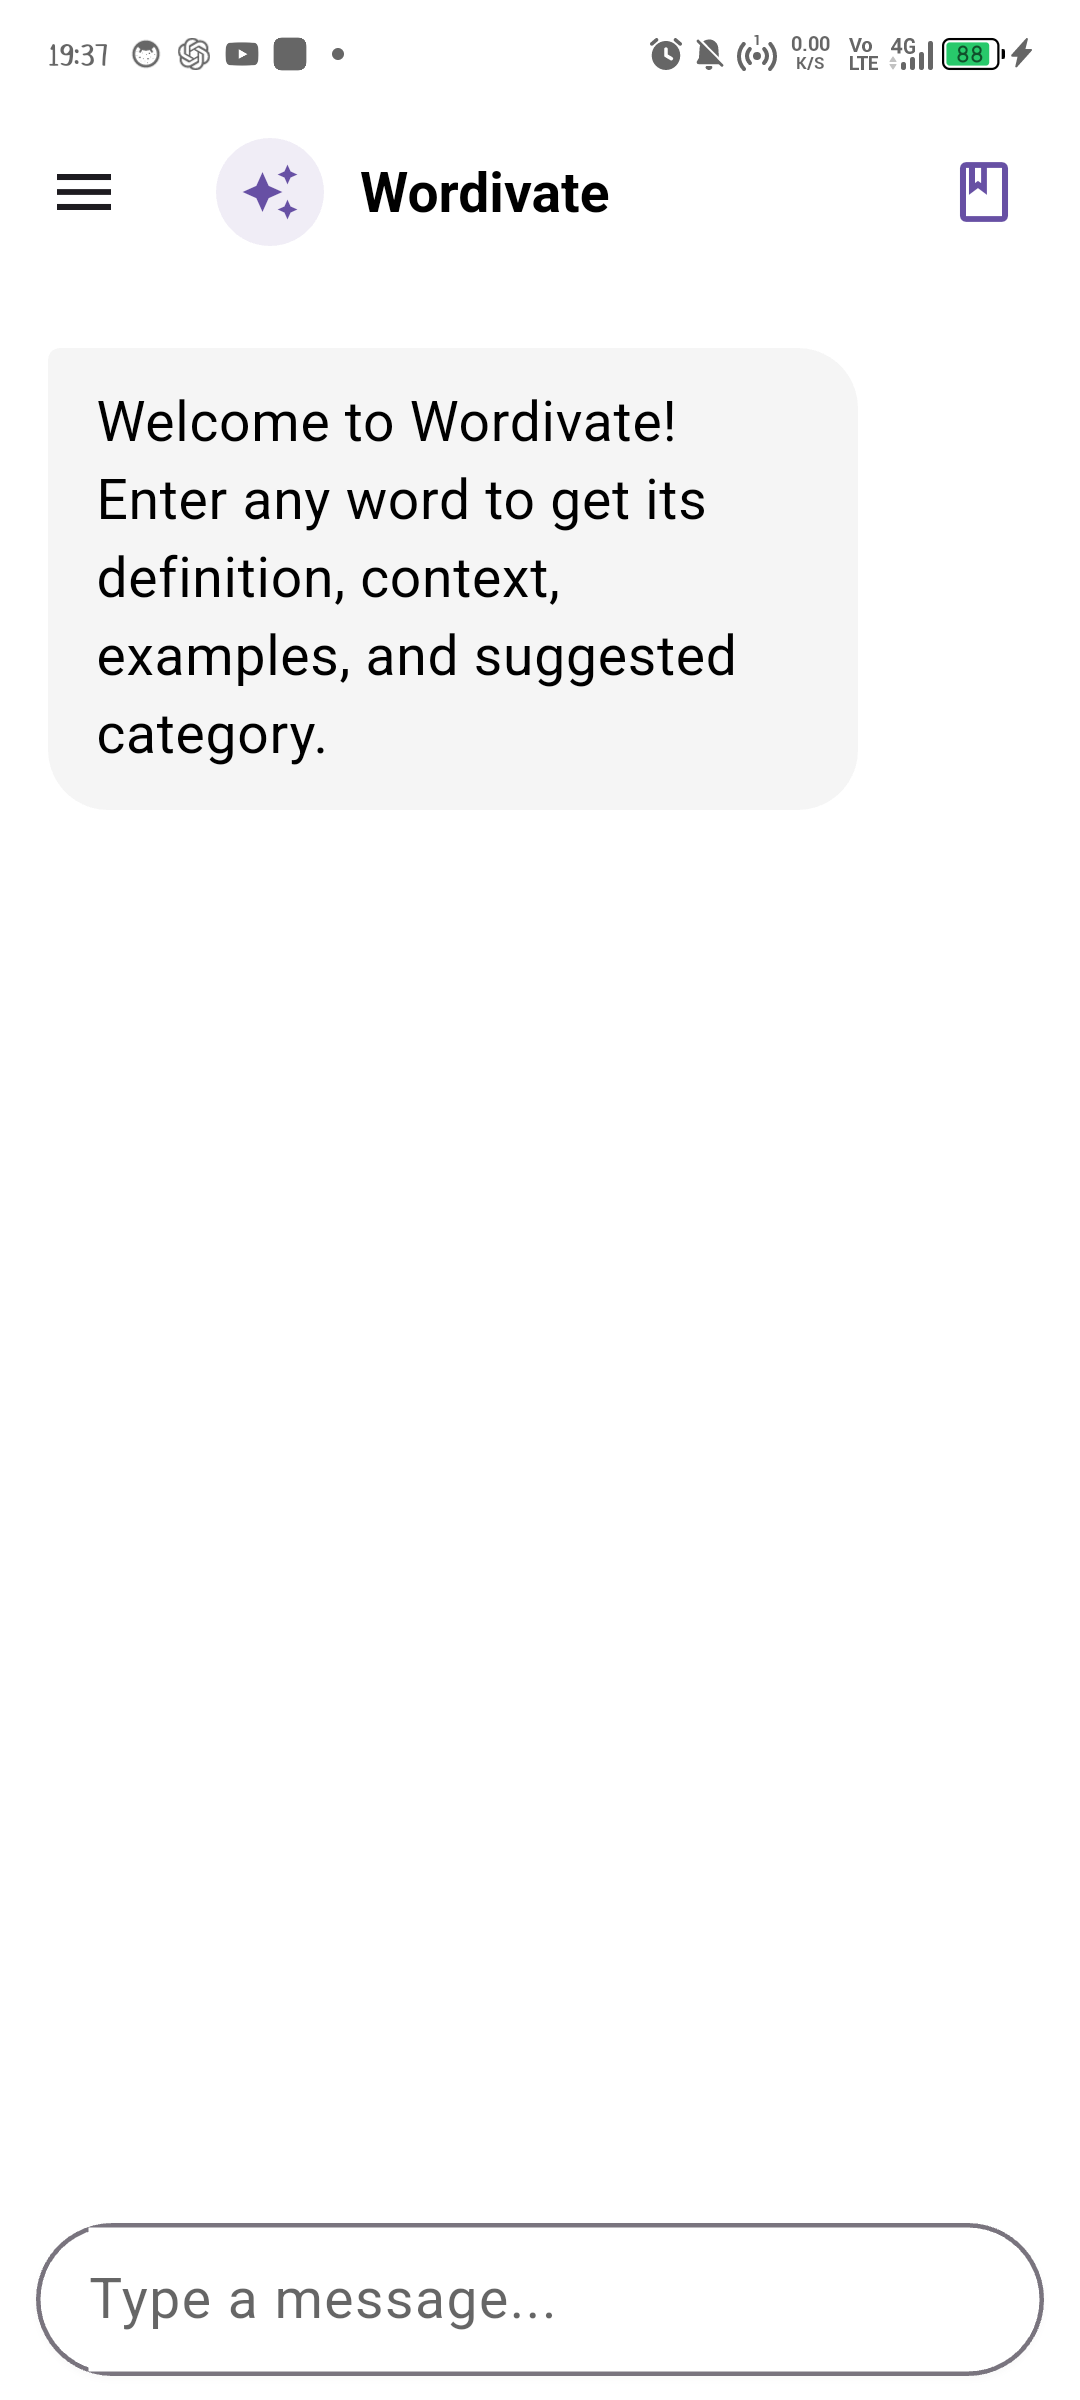 19:37 1 0.00 K/S Vo LTE 4G 88
Wordivate
Welcome to Wordivate!
Enter any word to get its
definition, context,
examples, and suggested
category.
Type a message...